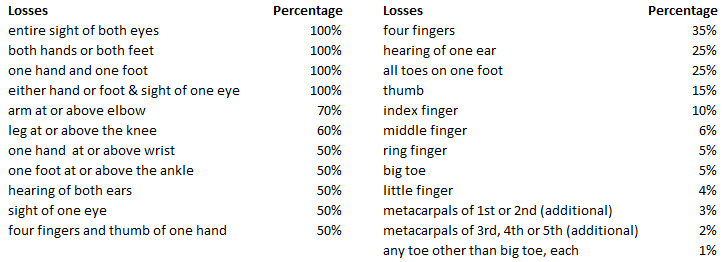 Losses Percentage
entire sight of both eyes 100%
both hands or both feet 100%
one hand and one foot 100%
either hand or foot & sight of one eye 100%
arm at or above elbow 70%
leg at or above the knee 60%
one hand at or above wrist 50%
one foot at or above the ankle 50%
hearing of both ears 50%
sight of one eye 50%
four fingers and thumb of one hand 50%
Losses Percentage
four fingers 35%
hearing of one ear 25%
all toes on one foot 25%
thumb 15%
index finger 10%
middle finger 6%
ring finger 5%
big toe 5%
little finger 4%
metacarpals of 1st or 2nd (additional) 3%
metacarpals of 3rd, 4th or 5th (additional) 2%
any toe other than big toe, each 1%